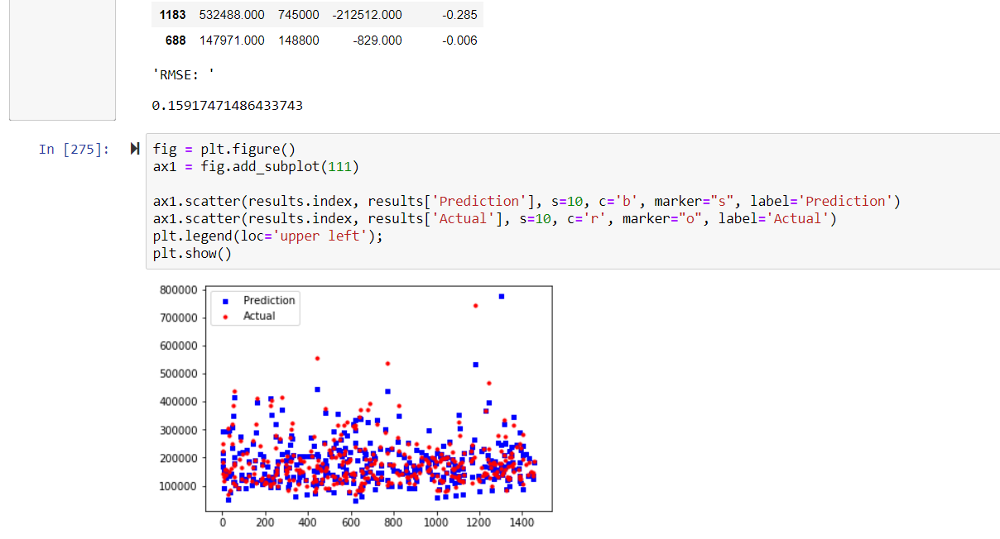 1183 532488.000 745000 -212512.000 -0.285
688 147971.000 148800 -829.000 -0.006
'RMSE: '
0.15917471486433743
In [275]:
fig = plt.figure()
ax1 = fig.add_subplot(111)
ax1.scatter(results.index, results['Prediction'], s=10, c='b', marker="s", label='Prediction')
ax1.scatter(results.index, results['Actual'], s=10, c='r', marker="o", label='Actual')
plt.legend(loc='upper left');
plt.show()
Prediction
Actual
800000
700000
600000
500000
400000
300000
200000
100000
0 200 400 600 800 1000 1200 1400